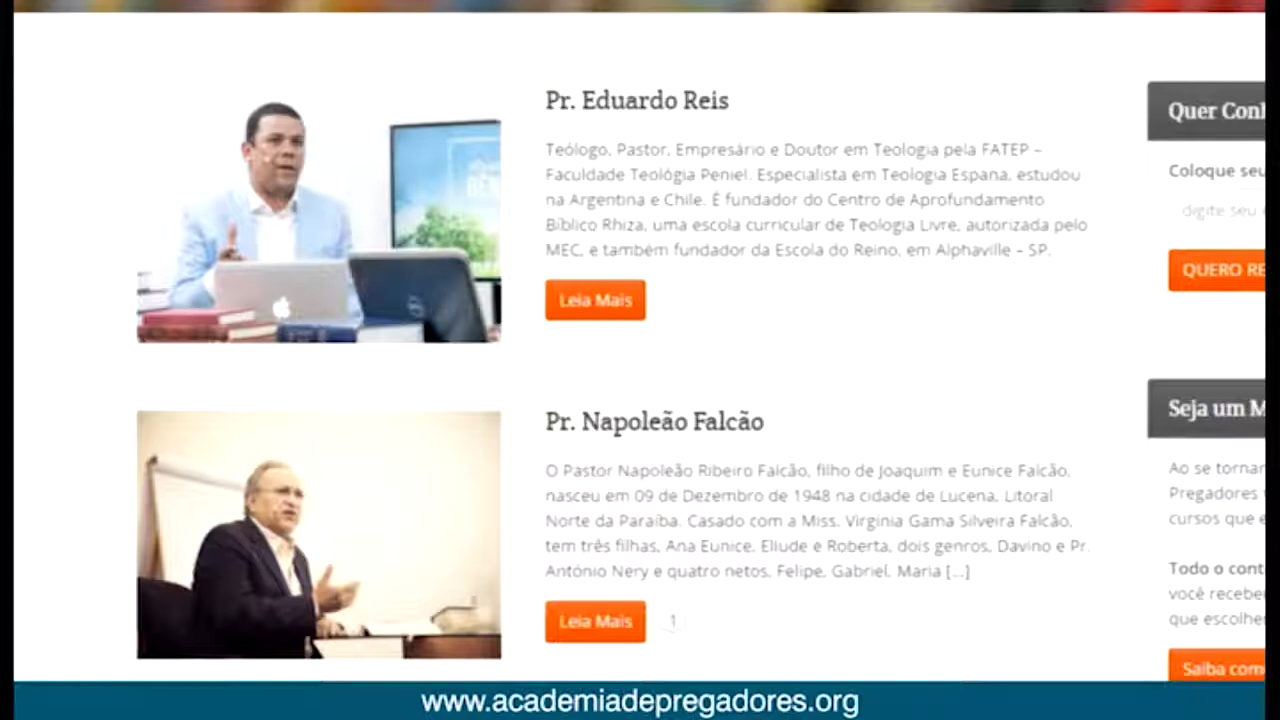 Pr. Eduardo Reis
Teólogo, Pastor, Empresário e Doutor em Teologia pela FATEP –
Faculdade Teológia Peniel. Especialista em Teologia Espana, estudou
na Argentina e Chile. É fundador do Centro de Aprofundamento
Bíblico Rhiza, uma escola curricular de Teologia Livre, autorizada pelo
MEC, e também fundador da Escola do Reino, em Alphaville – SP.
Leia Mais
Pr. Napoleão Falcão
O Pastor Napoleão Ribeiro Falcão, filho de Joaquim e Eunice Falcão,
nasceu em 09 de Dezembro de 1948 na cidade de Lucena, Litoral
Norte da Paraíba. Casado com a Miss. Virginia Gama Silveira Falcão,
tem três filhas, Ana Eunice, Eliude e Roberta, dois genros, Davino e Pr.
Antônio Nery e quatro netos, Felipe, Gabriel, Maria [...]
Leia Mais
1
Quer Con
Coloque seu
digite seu
QUERO RE
Seja um M
Ao se tornar
Pregadores
cursos que e
Todo o cont
você recebe
que escolhe
Saiba com
www.academiadepregadores.org